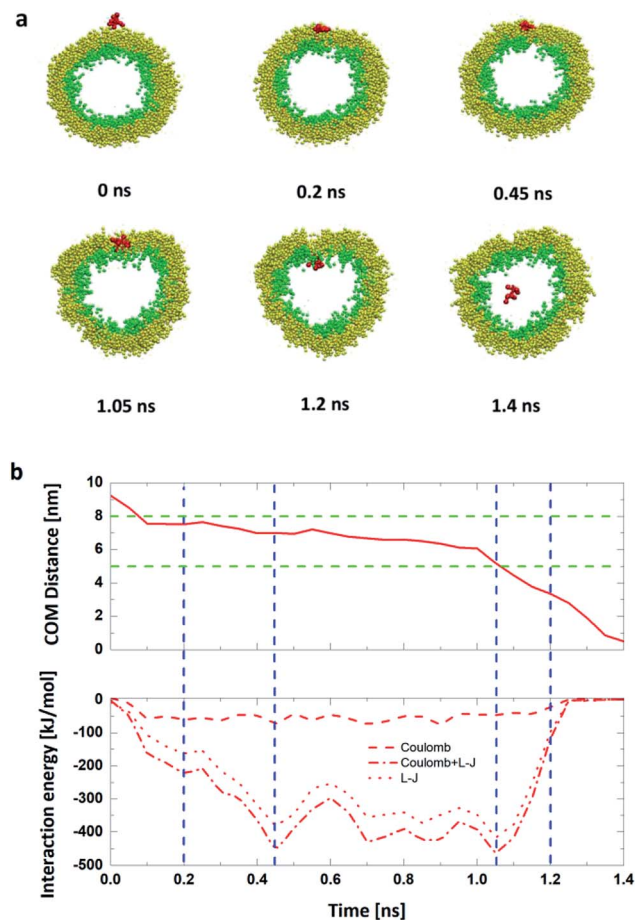 a
0 ns 0.2 ns 0.45 ns
1.05 ns 1.2 ns 1.4 ns
b
10
8
6
4
2
0
COM Distance [nm]
0
-100
-200
-300
-400
-500
Interaction energy [kJ/mol]
Coulomb
Coulomb+L-J
L-J
0.0 0.2 0.4 0.6 0.8 1.0 1.2 1.4
Time [ns]